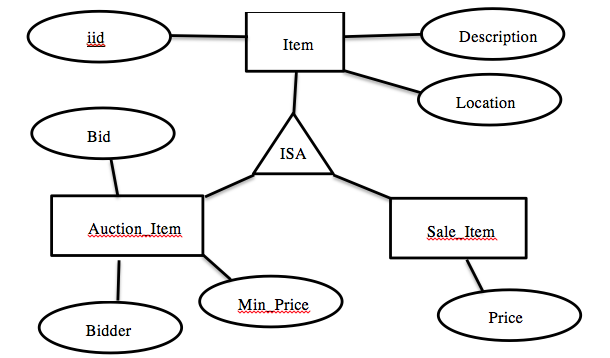 iid
Item
Description
Location
Bid
ISA
Auction_Item
Sale_Item
Min_Price
Bidder
Price